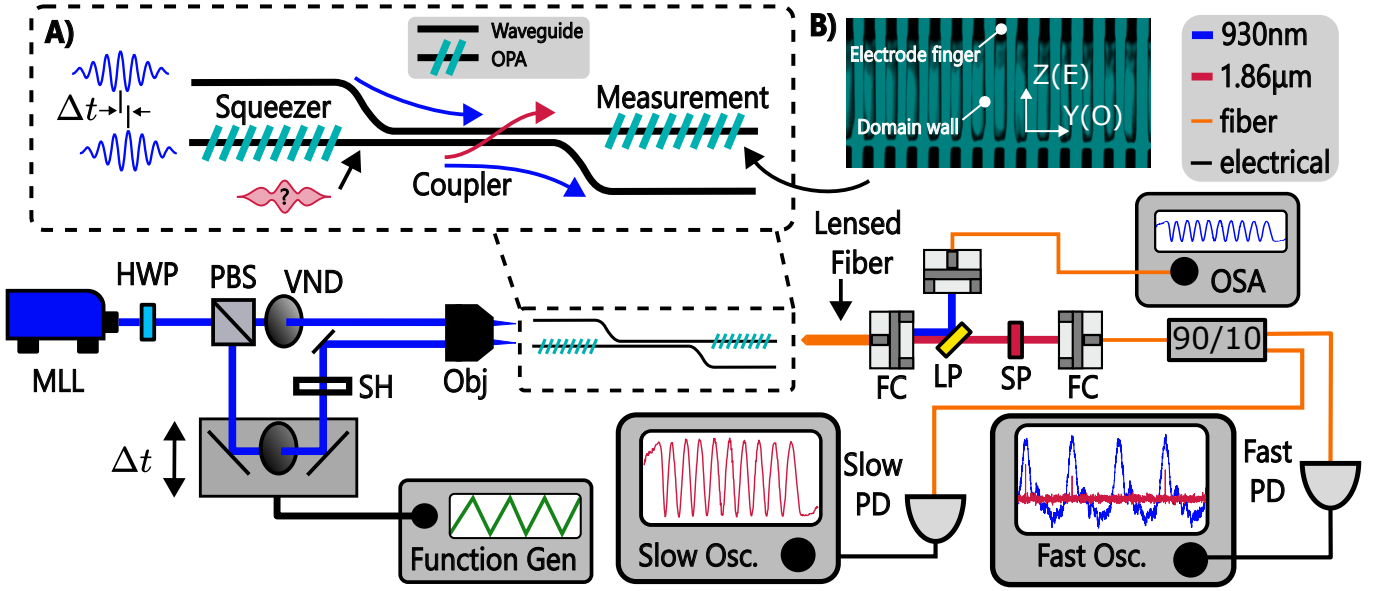 A)
Waveguide
OPA
Δt
Squeezer
Measurement
?
Coupler
B)
Electrode finger
Z(E)
Y(O)
Domain wall
930nm
1.86μm
fiber
electrical
Lensed
Fiber
HWP
PBS
VND
MLL
SH
Obj
FC
LP
SP
FC
OSA
90/10
Δt
Function Gen
Slow Osc.
Slow
PD
Fast Osc.
Fast
PD